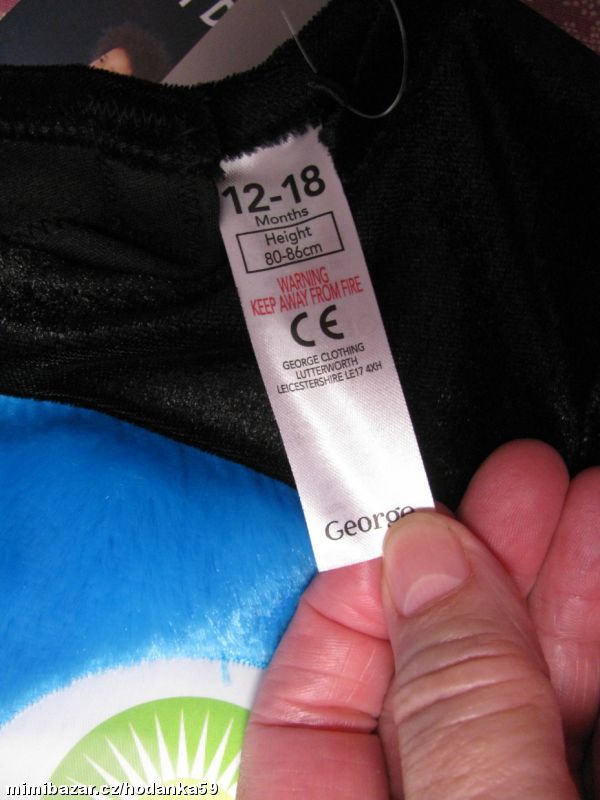 12-18
Months
Height
80-86cm
WARNING
KEEP AWAY FROM FIRE
CE
GEORGE CLOTHING
LUTTERWORTH
LEICESTERSHIRE LE17 4XH
George
mimibazar.cz/hodanka59